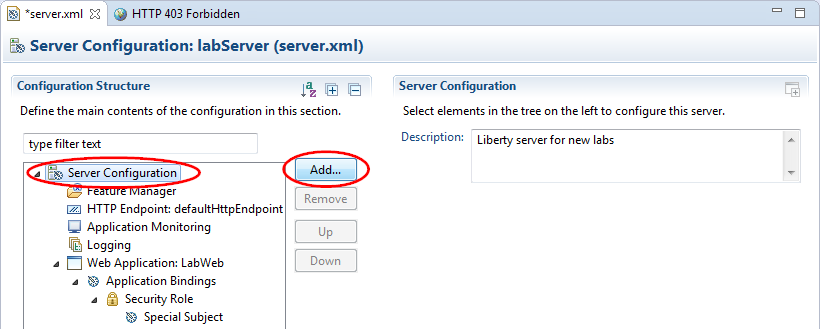 *server.xml
HTTP 403 Forbidden
Server Configuration: labServer (server.xml)
Configuration Structure
Define the main contents of the configuration in this section.
type filter text
Server Configuration
Feature Manager
HTTP Endpoint: defaultHttpEndpoint
Application Monitoring
Logging
Web Application: LabWeb
Application Bindings
Security Role
Special Subject
Add...
Remove
Up
Down
Server Configuration
Select elements in the tree on the left to configure this server.
Description:
Liberty server for new labs